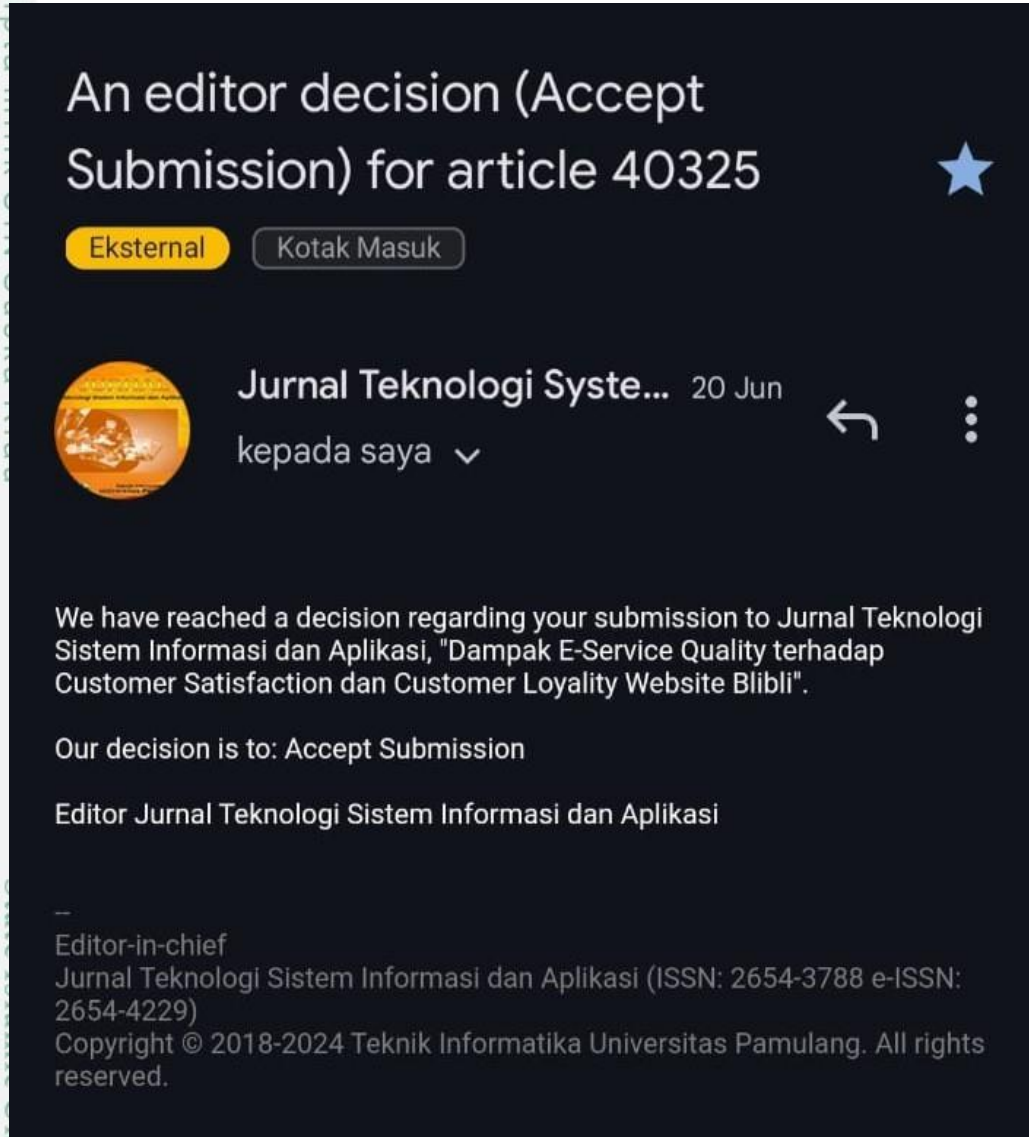 An editor decision (Accept
Submission) for article 40325
Eksternal
Kotak Masuk
Jurnal Teknologi Syste... 20 Jun
kepada saya
We have reached a decision regarding your submission to Jurnal Teknologi
Sistem Informasi dan Aplikasi, "Dampak E-Service Quality terhadap
Customer Satisfaction dan Customer Loyality Website Blibli".
Our decision is to: Accept Submission
Editor Jurnal Teknologi Sistem Informasi dan Aplikasi
--
Editor-in-chief
Jurnal Teknologi Sistem Informasi dan Aplikasi (ISSN: 2654-3788 e-ISSN:
2654-4229)
Copyright © 2018-2024 Teknik Informatika Universitas Pamulang. All rights
reserved.